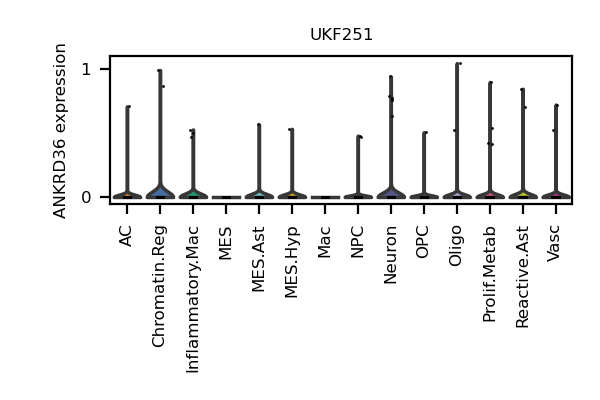 UKF251
ANKRD36 expression
1
0
AC
Chromatin.Reg
Inflammatory.Mac
MES
MES.Ast
MES.Hyp
Mac
NPC
Neuron
OPC
Oligo
Prolif.Metab
Reactive.Ast
Vasc